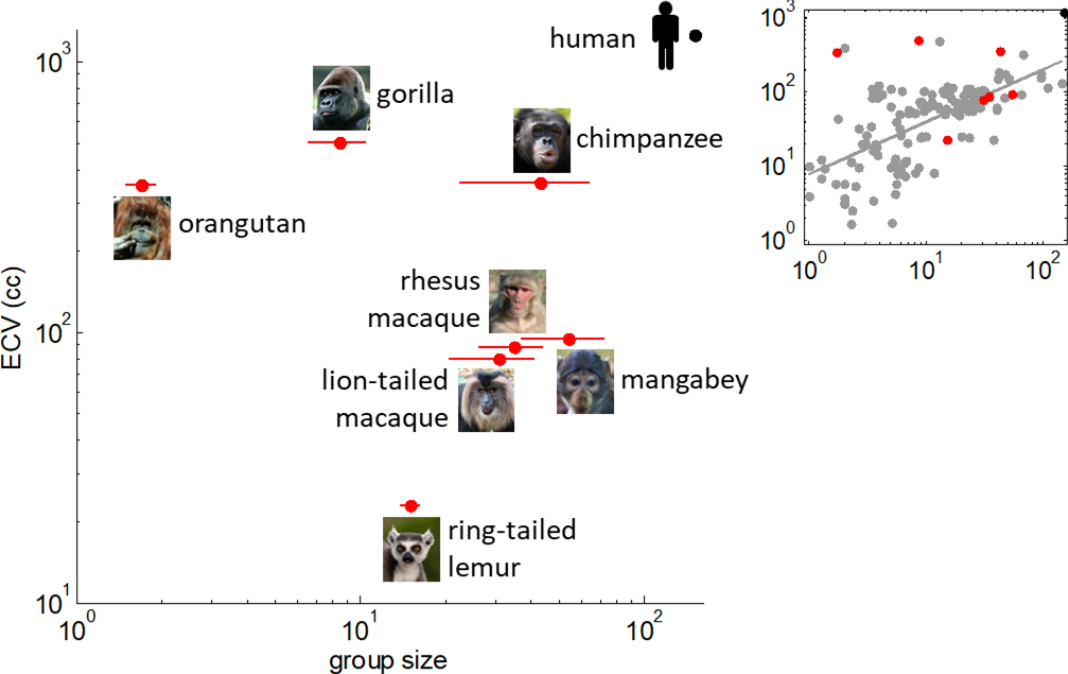 human
10³
gorilla
chimpanzee
orangutan
rhesus
macaque
ECV (cc)
10²
lion-tailed
macaque
mangabey
ring-tailed
lemur
10¹
10⁰
10¹
10²
group size
10³
10²
10¹
10⁰
10⁰
10¹
10²